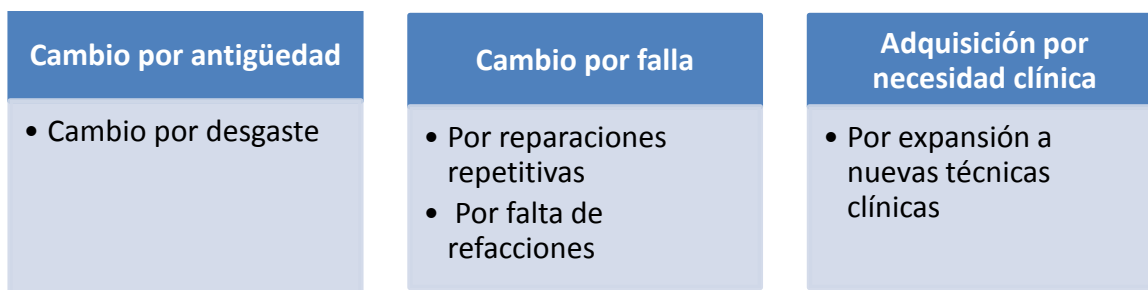 Cambio por antigüedad
• Cambio por desgaste
Cambio por falla
• Por reparaciones
repetitivas
• Por falta de
refacciones
Adquisición por
necesidad clínica
• Por expansión a
nuevas técnicas
clínicas